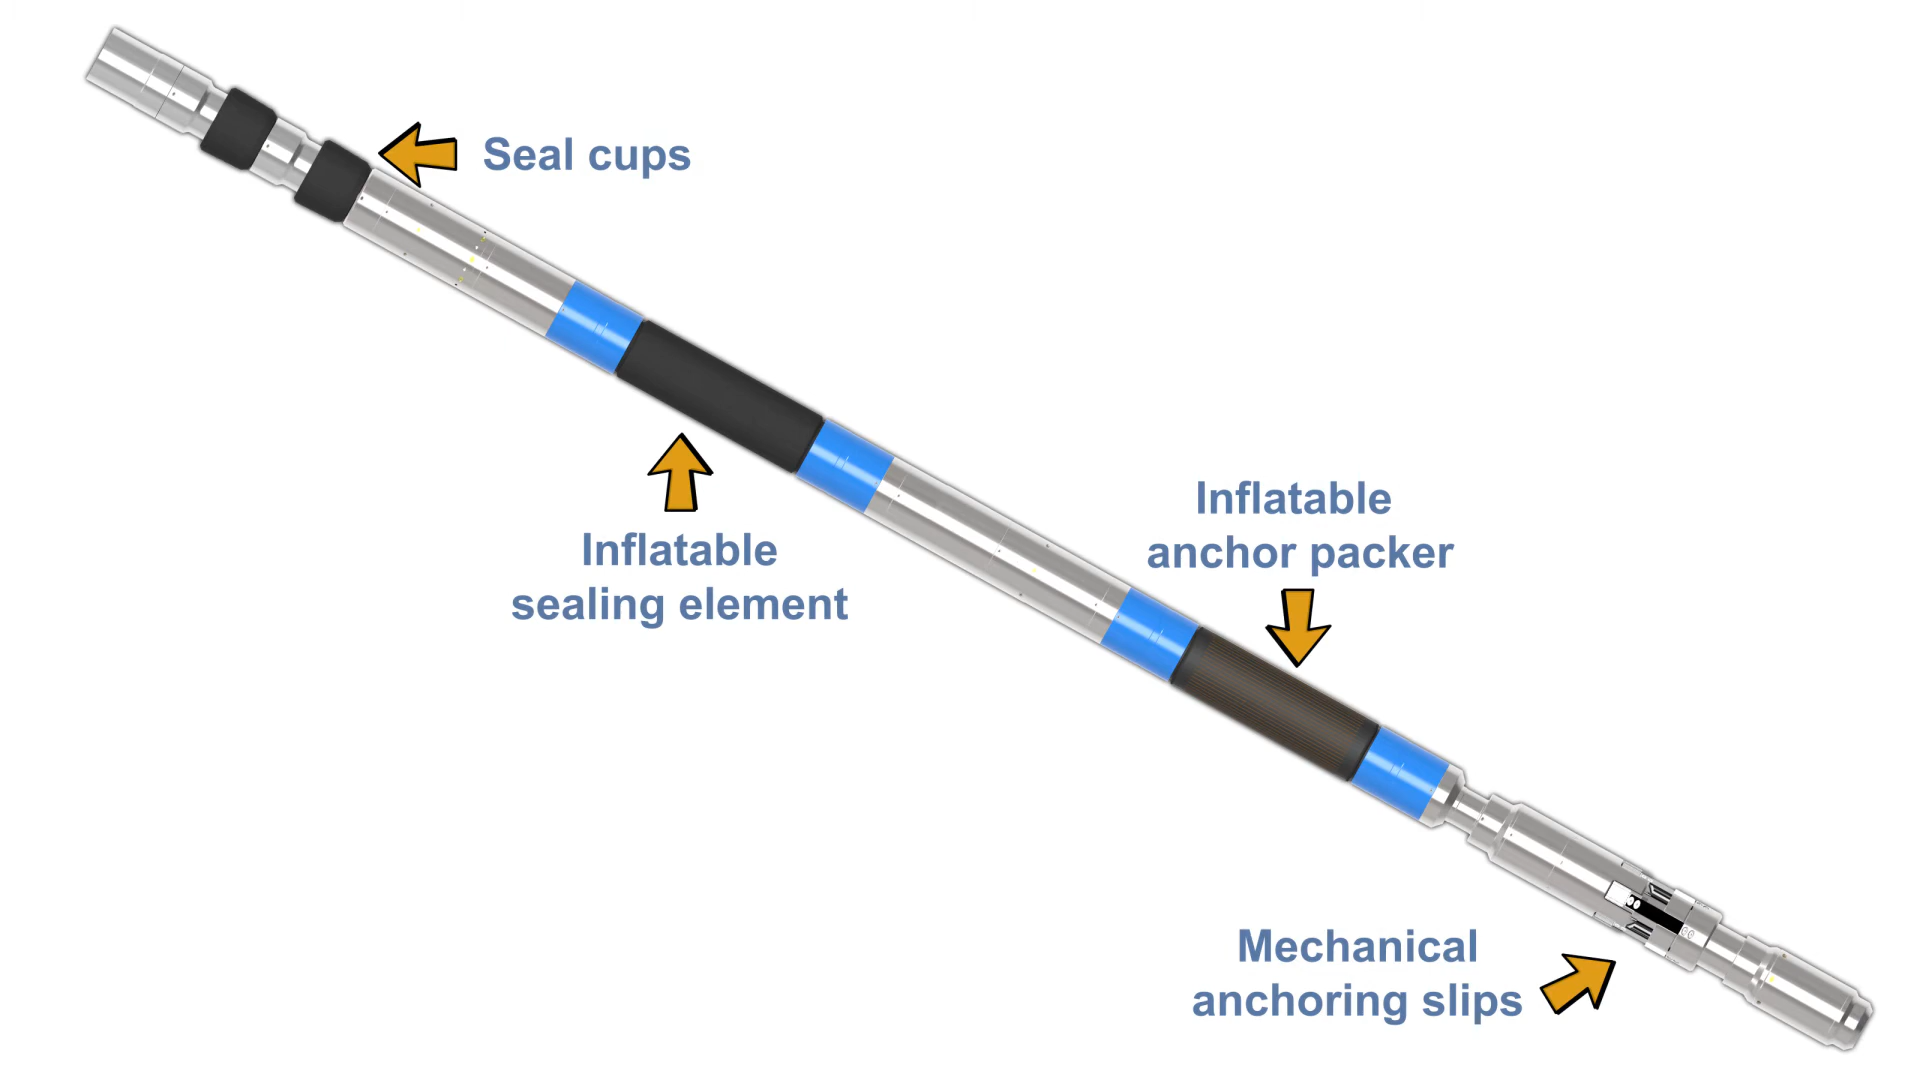 Seal cups
Inflatable
sealing element
Inflatable
anchor packer
Mechanical
anchoring slips